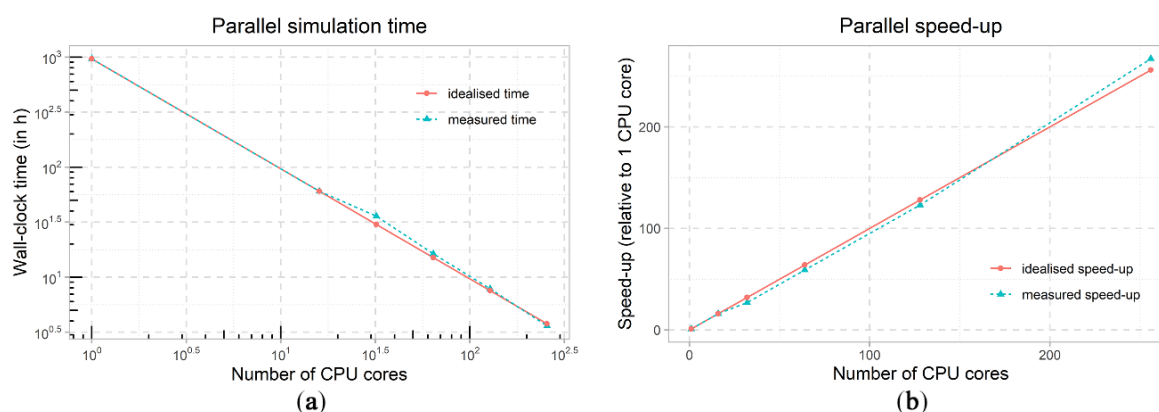 Parallel simulation time
Wall-clock time (in h)
10^3
10^2.5
10^2
10^1.5
10^1
10^0.5
idealised time
measured time
10^0 10^0.5 10^1 10^1.5 10^2 10^2.5
Number of CPU cores
(a)
Parallel speed-up
Speed-up (relative to 1 CPU core)
200
100
0
idealised speed-up
measured speed-up
0 100 200
Number of CPU cores
(b)